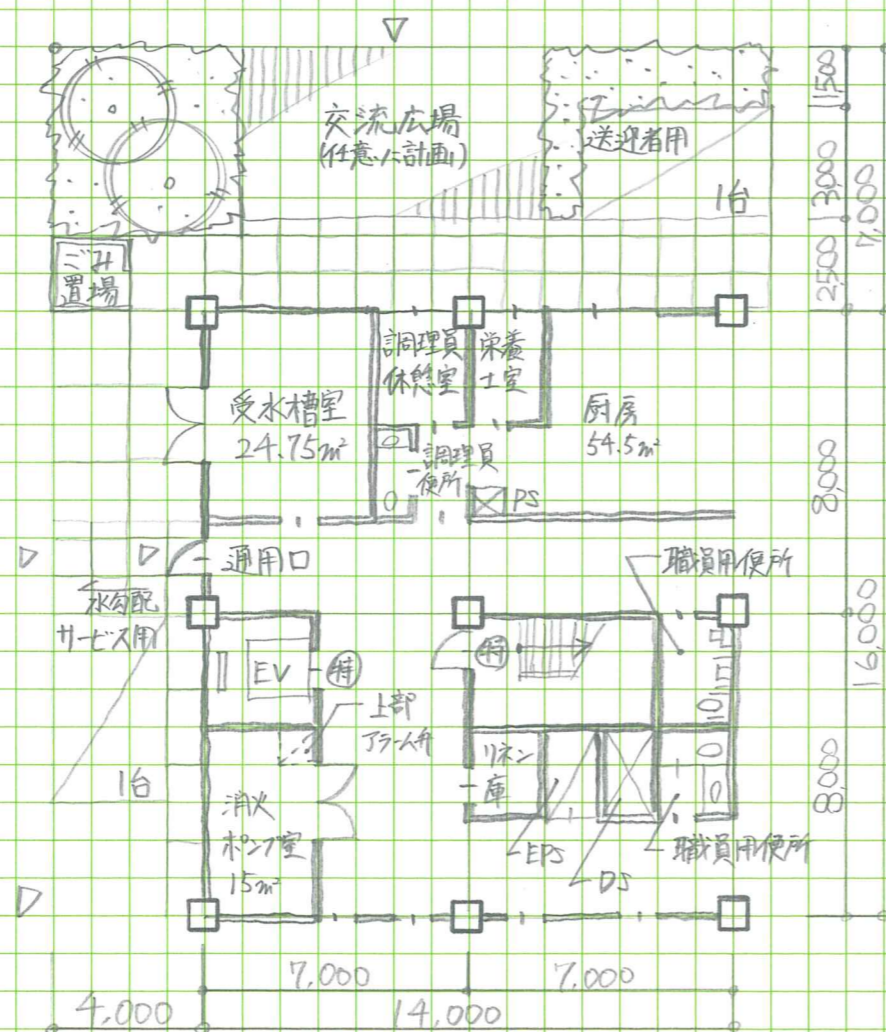 交流広場
(任意に計画)
送迎者用
1台
ごみ
置場
調理員
休憩室
栄養
士室
受水槽室
24.75㎡
厨房
54.5㎡
調理員
便所
PS
通用口
職員用便所
水勾配
サービス用
EV
特
特
上部
アラーム弁
リネン
庫
1台
消火
ポンプ室
15㎡
EPS
DS
職員用便所
1500
3000
7000
2500
8000
16,000
8000
7,000
7,000
4,000
14,000